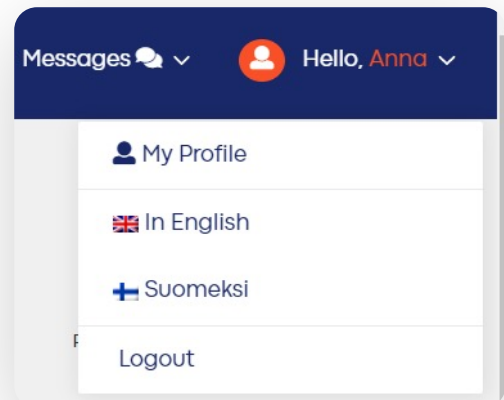 Messages
Hello, Anna
My Profile
In English
Suomeksi
Logout